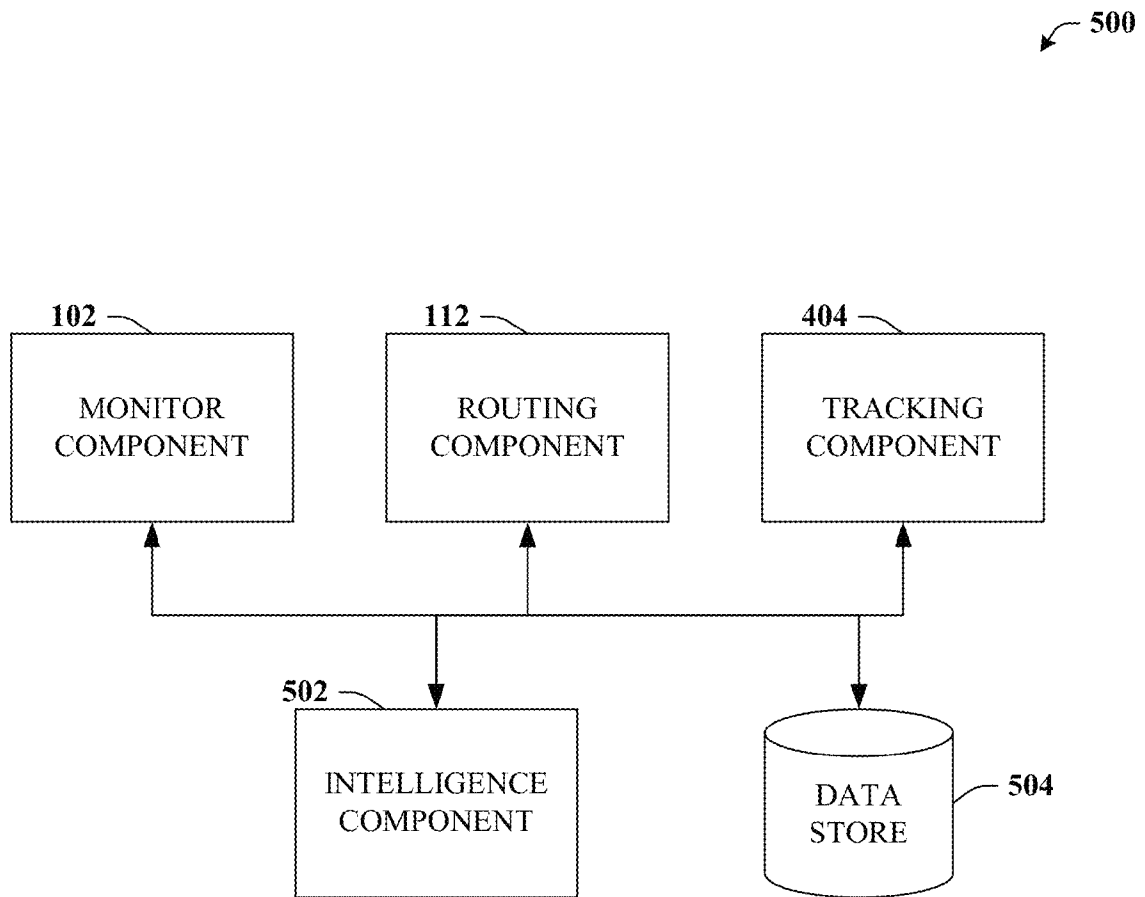 500
102
112
404
MONITOR
COMPONENT
ROUTING
COMPONENT
TRACKING
COMPONENT
502
INTELLIGENCE
COMPONENT
DATA
STORE
504